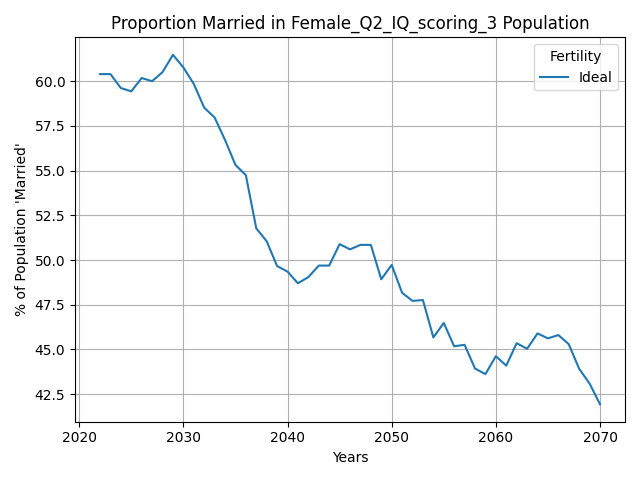 Proportion Married in Female_Q2_IQ_scoring_3 Population
Fertility
Ideal
% of Population 'Married'
60.0
57.5
55.0
52.5
50.0
47.5
45.0
42.5
2020
2030
2040
2050
2060
2070
Years